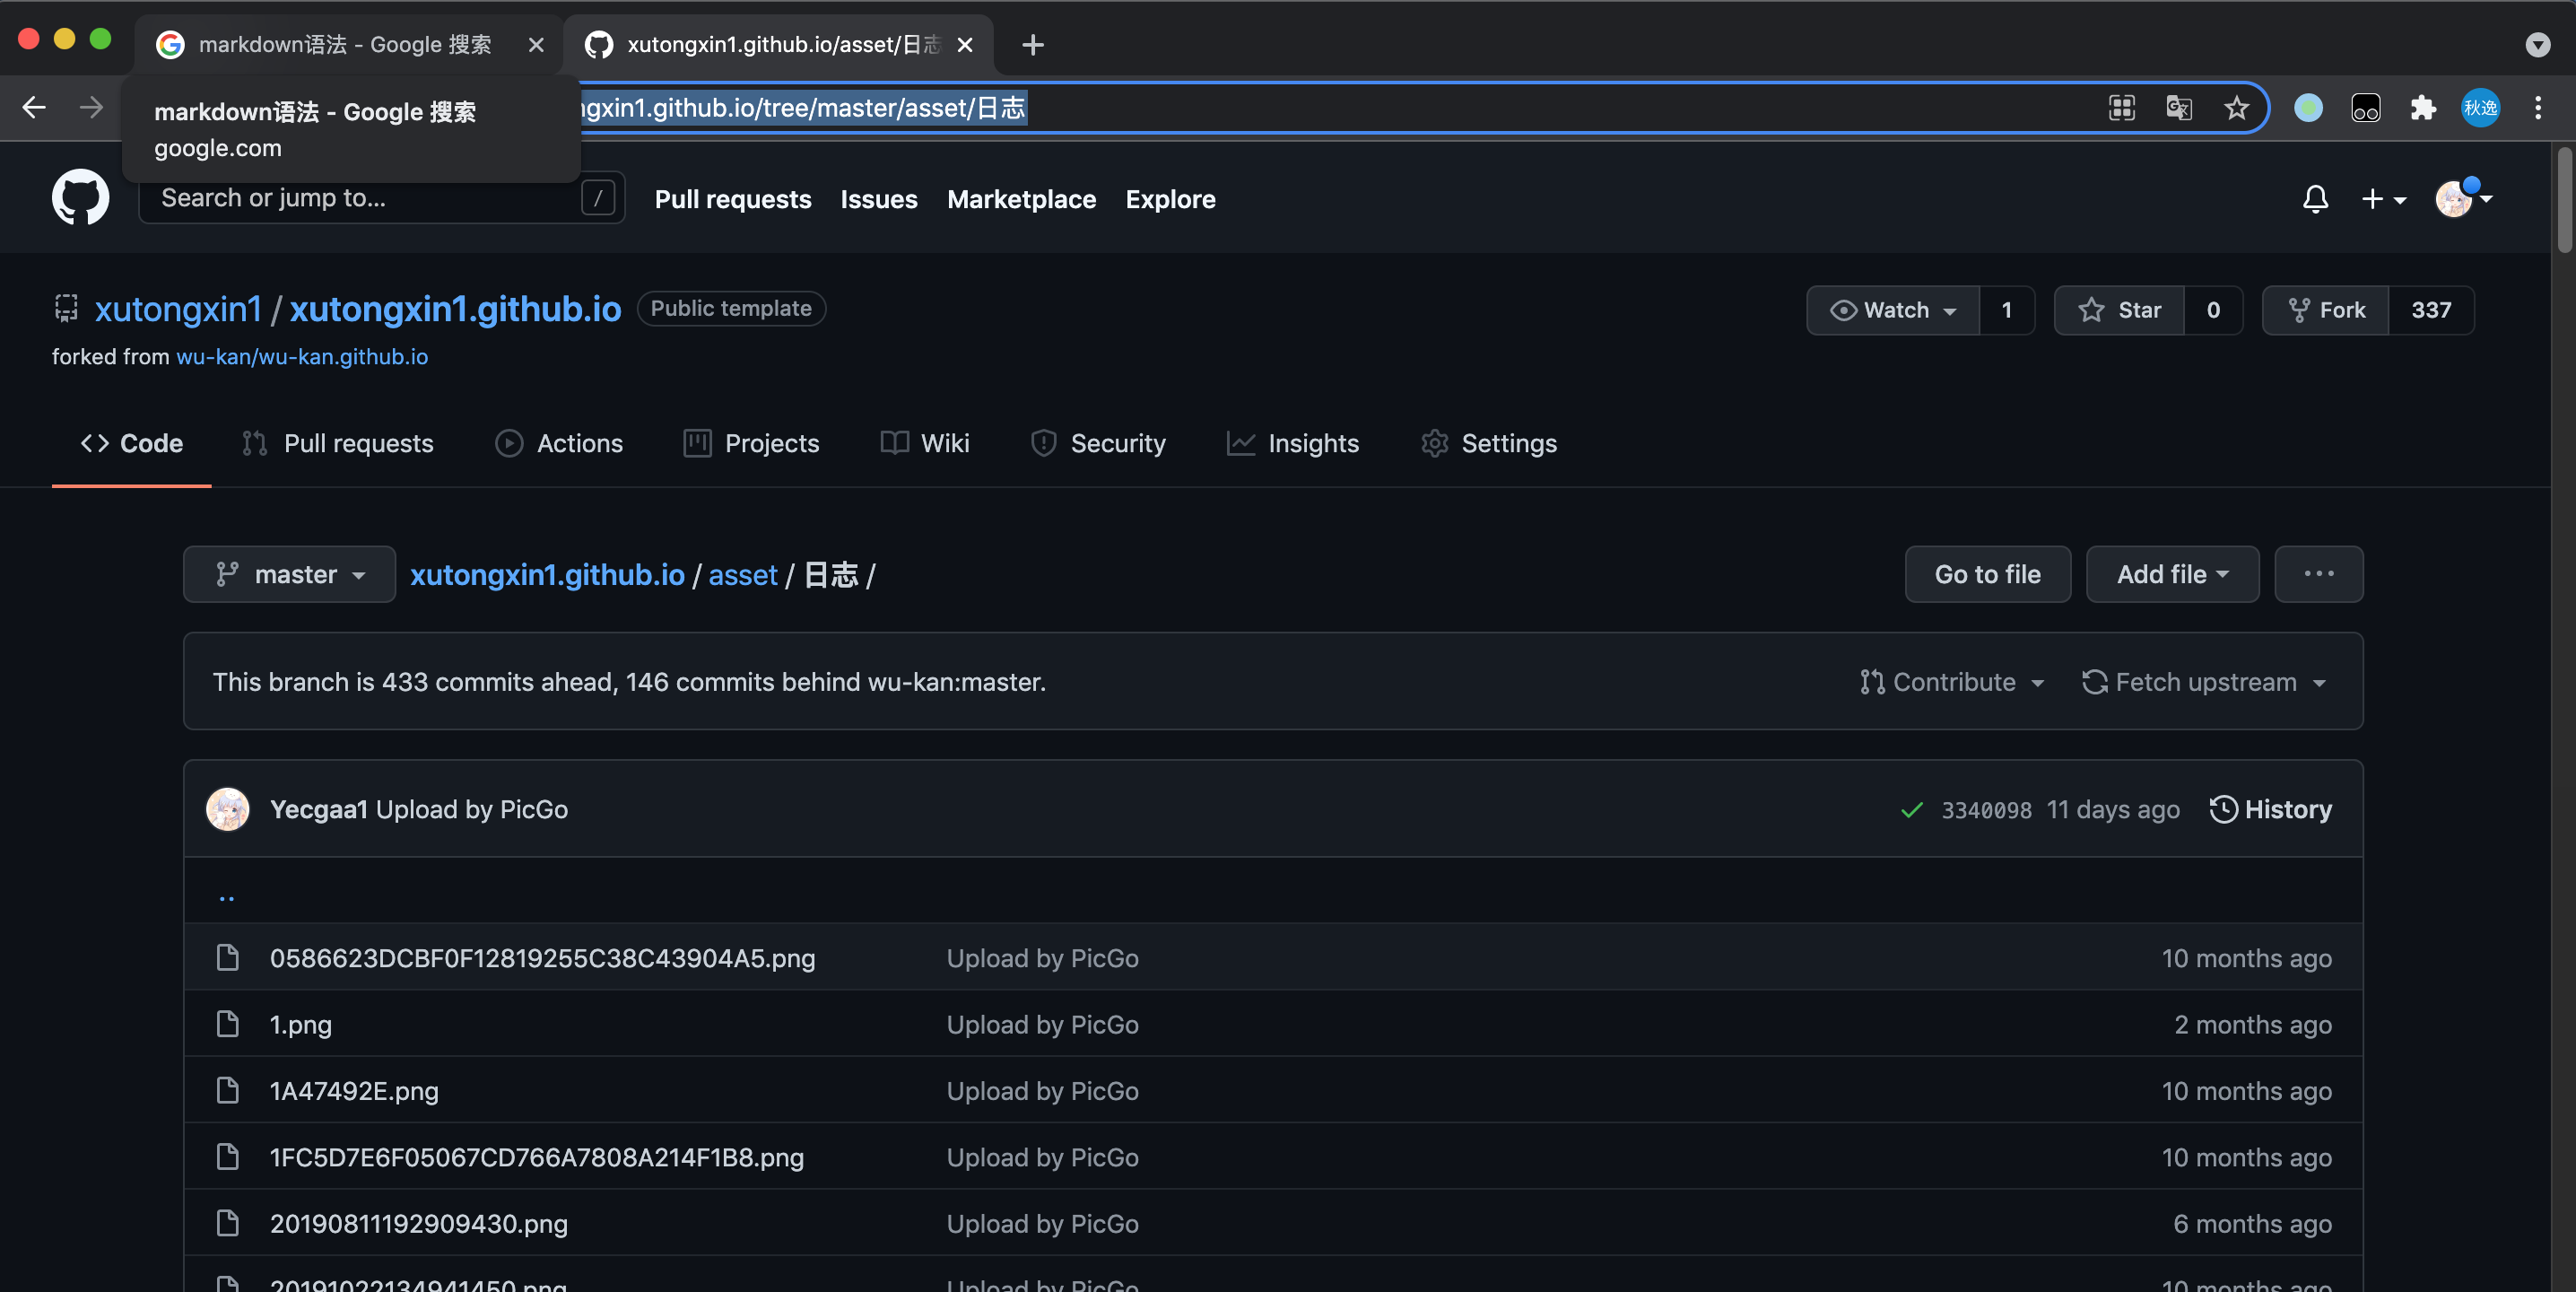 markdown语法 - Google 搜索
xutongxin1.github.io/asset/日志
markdown语法 - Google 搜索
google.com
gxin1.github.io/tree/master/asset/日志
秋逸
Search or jump to...
/
Pull requests
Issues
Marketplace
Explore
xutongxin1 / xutongxin1.github.io
Public template
Watch
1
Star
0
Fork
337
forked from wu-kan/wu-kan.github.io
Code
Pull requests
Actions
Projects
Wiki
Security
Insights
Settings
master
xutongxin1.github.io / asset / 日志 /
Go to file
Add file
...
This branch is 433 commits ahead, 146 commits behind wu-kan:master.
Contribute
Fetch upstream
Yecgaa1 Upload by PicGo
3340098 11 days ago
History
..
0586623DCBF0F12819255C38C43904A5.png
Upload by PicGo
10 months ago
1.png
Upload by PicGo
2 months ago
1A47492E.png
Upload by PicGo
10 months ago
1FC5D7E6F05067CD766A7808A214F1B8.png
Upload by PicGo
10 months ago
20190811192909430.png
Upload by PicGo
6 months ago
20191022134941450.png
Upload by PicGo
10 months ago